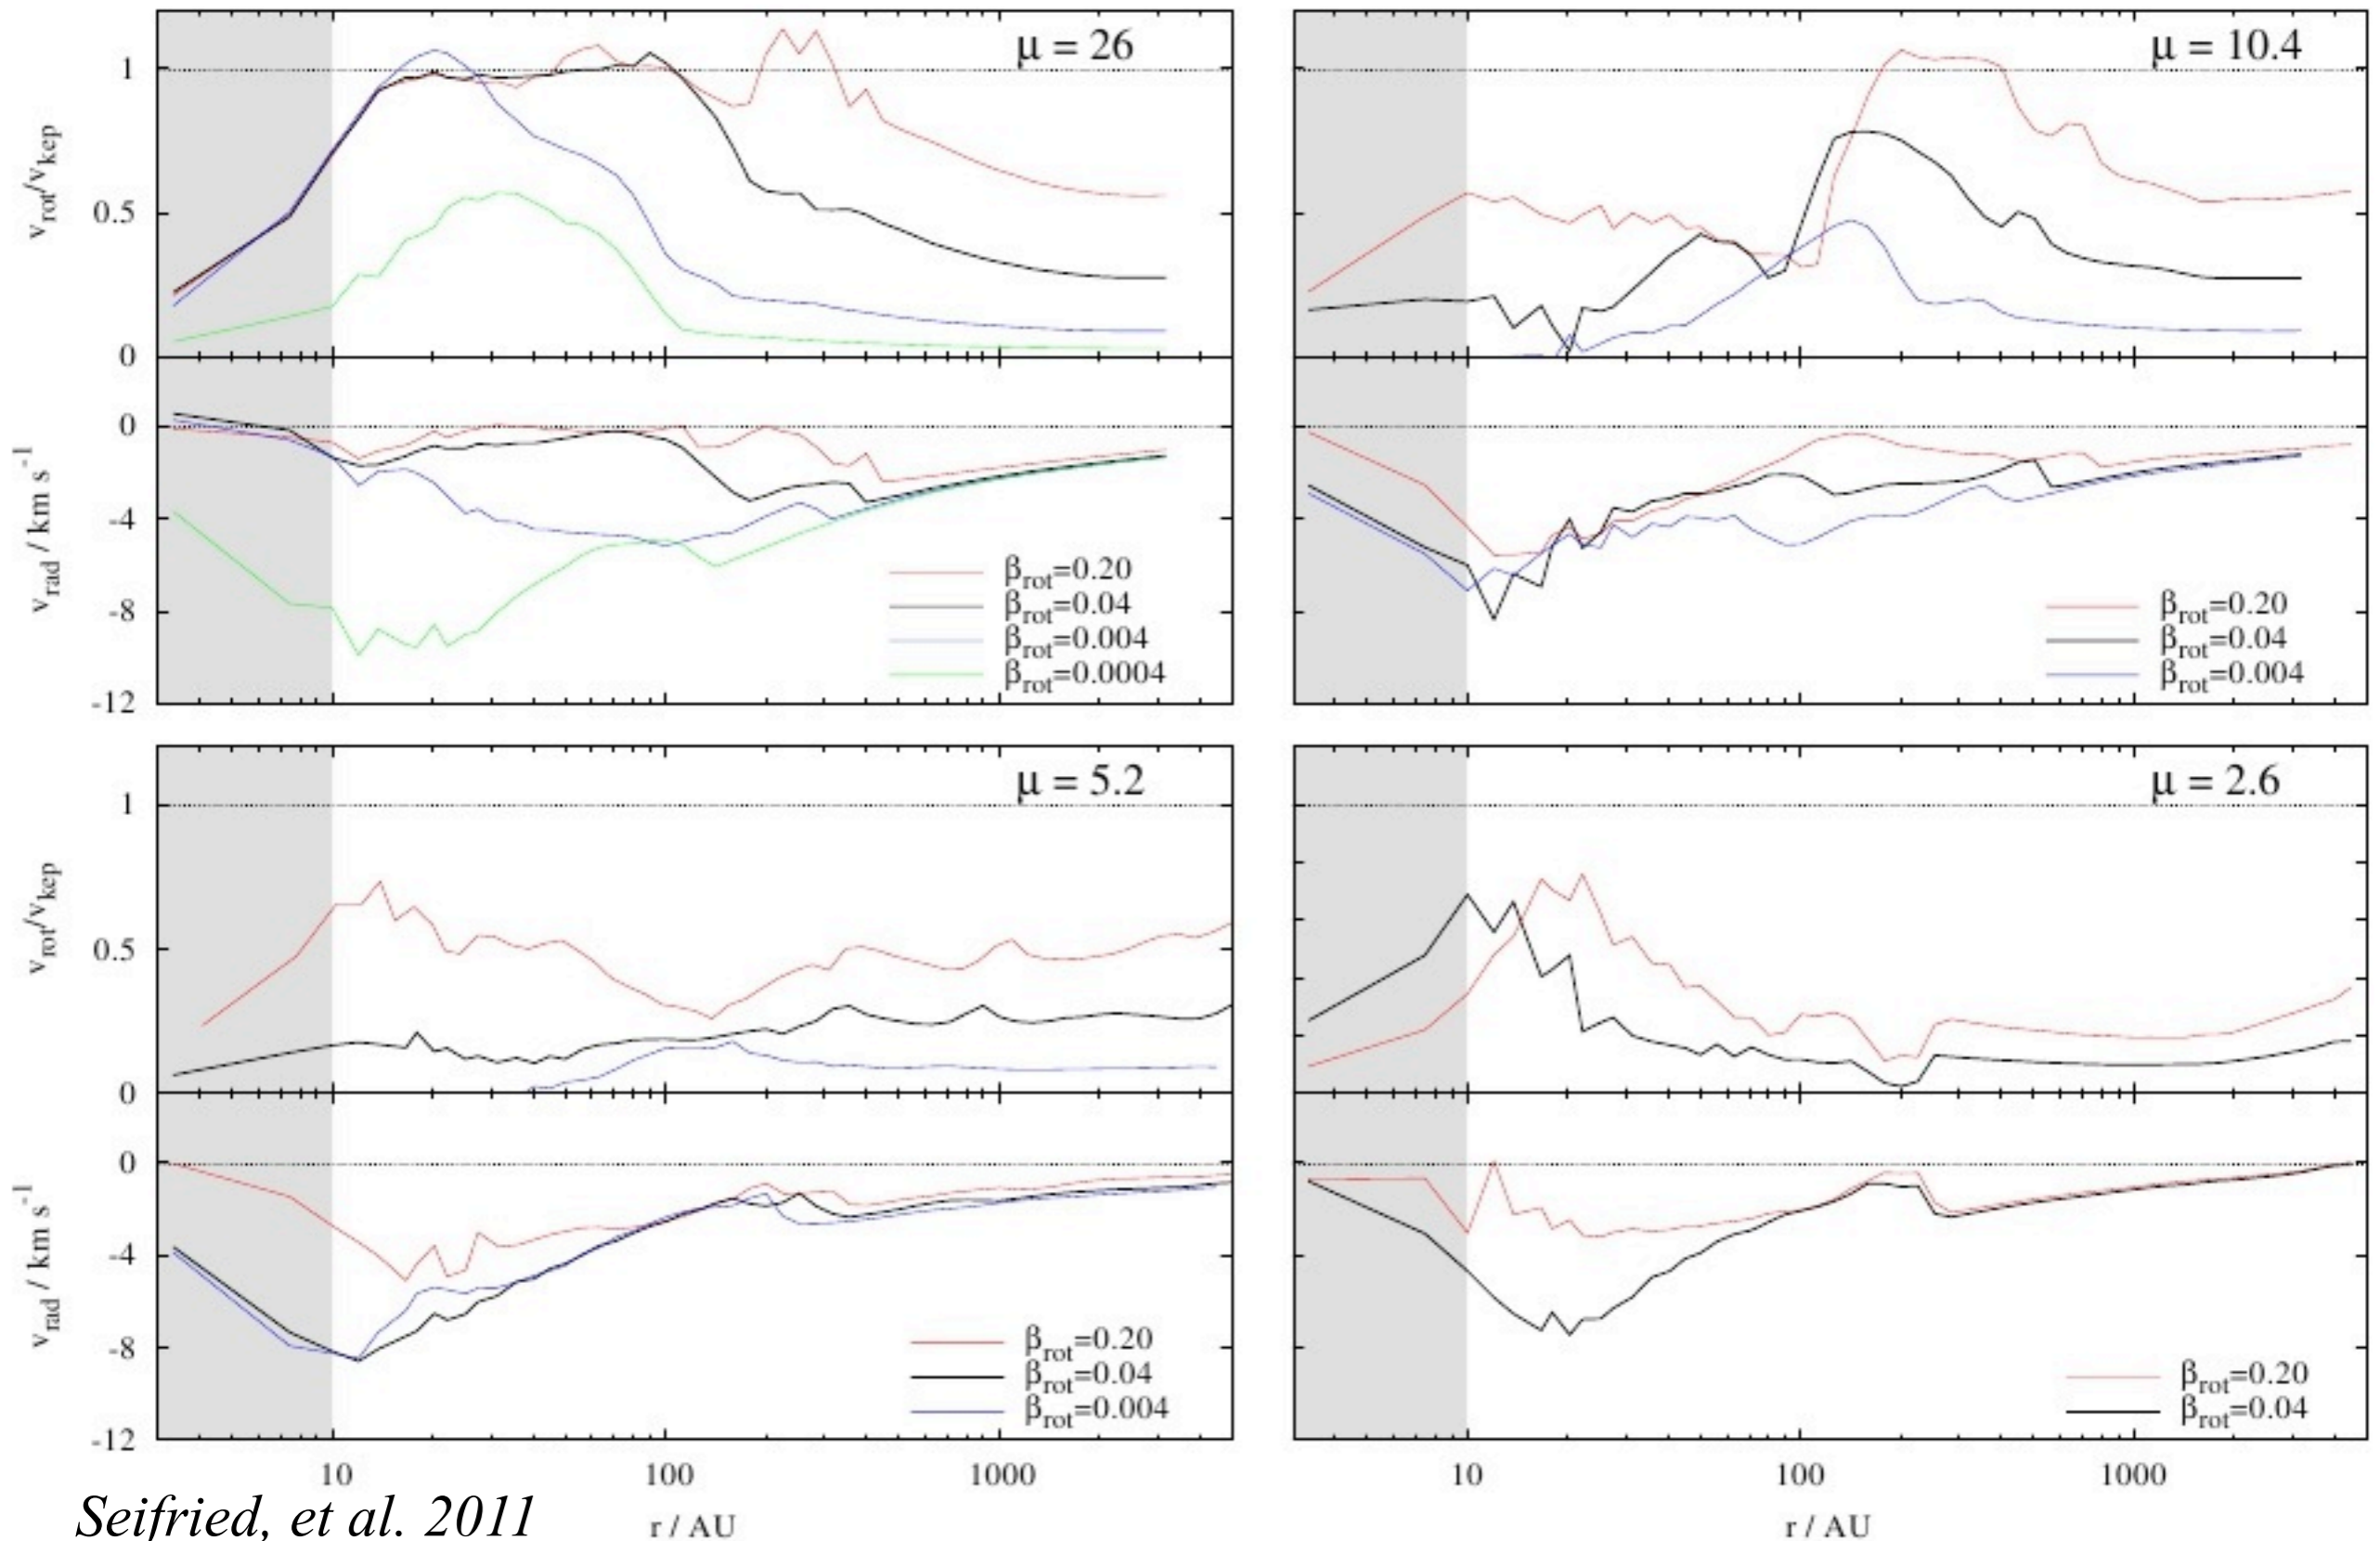 μ = 26
μ = 10.4
1
0.5
0
v_rot/v_kep
0
-4
-8
-12
v_rad / km s^-1
β_rot=0.20
β_rot=0.04
β_rot=0.004
β_rot=0.0004
β_rot=0.20
β_rot=0.04
β_rot=0.004
μ = 5.2
μ = 2.6
1
0.5
0
v_rot/v_kep
0
-4
-8
-12
v_rad / km s^-1
β_rot=0.20
β_rot=0.04
β_rot=0.004
β_rot=0.20
β_rot=0.04
10 100 1000
10 100 1000
r / AU
r / AU
Seifried, et al. 2011